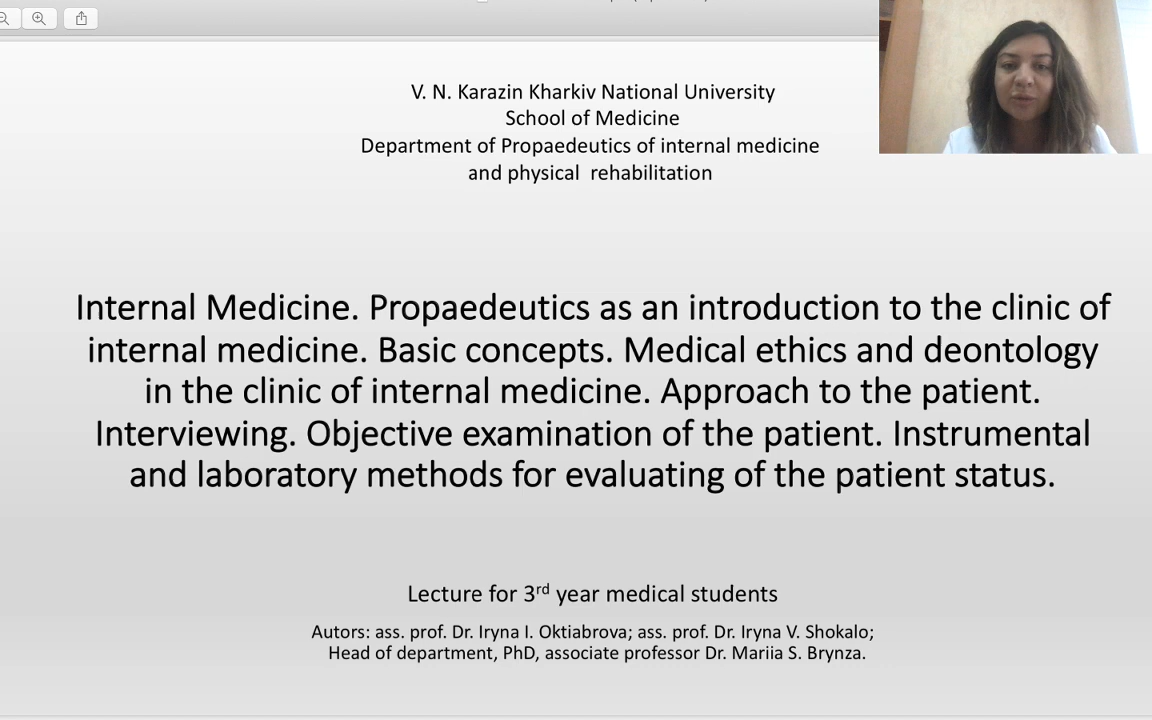 V. N. Karazin Kharkiv National University
School of Medicine
Department of Propaedeutics of internal medicine
and physical rehabilitation
Internal Medicine. Propaedeutics as an introduction to the clinic of
internal medicine. Basic concepts. Medical ethics and deontology
in the clinic of internal medicine. Approach to the patient.
Interviewing. Objective examination of the patient. Instrumental
and laboratory methods for evaluating of the patient status.
Lecture for 3rd year medical students
Autors: ass. prof. Dr. Iryna I. Oktiabrova; ass. prof. Dr. Iryna V. Shokalo;
Head of department, PhD, associate professor Dr. Mariia S. Brynza.